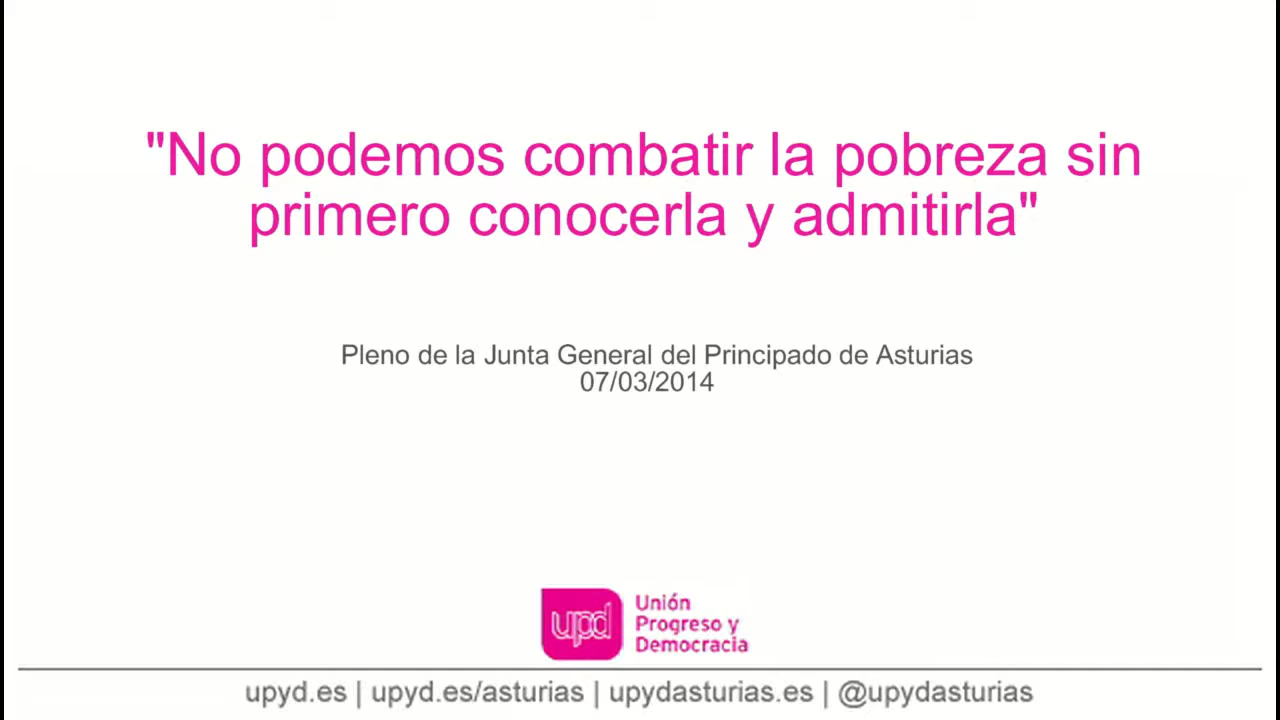 "No podemos combatir la pobreza sin
primero conocerla y admitirla"
Pleno de la Junta General del Principado de Asturias
07/03/2014
upd
Unión
Progreso y
Democracia
upyd.es | upyd.es/asturias | upydasturias.es | @upydasturias